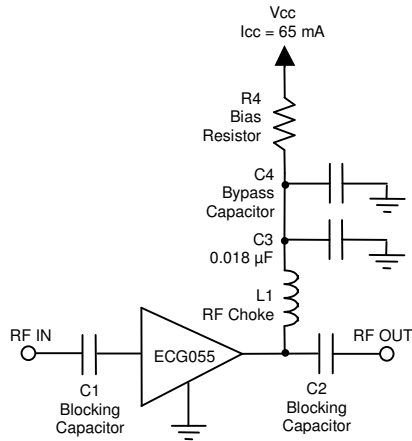 Vcc
Icc = 65 mA
R4
Bias
Resistor
C4
Bypass
Capacitor
C3
0.018 µF
L1
RF Choke
RF IN
ECG055
RF OUT
C1
Blocking
Capacitor
C2
Blocking
Capacitor